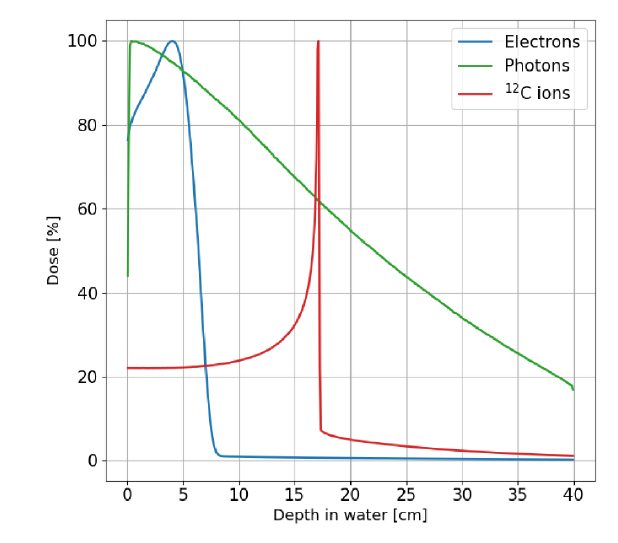 Electrons
Photons
¹²C ions
100
80
60
40
20
0
Dose [%]
0 5 10 15 20 25 30 35 40
Depth in water [cm]